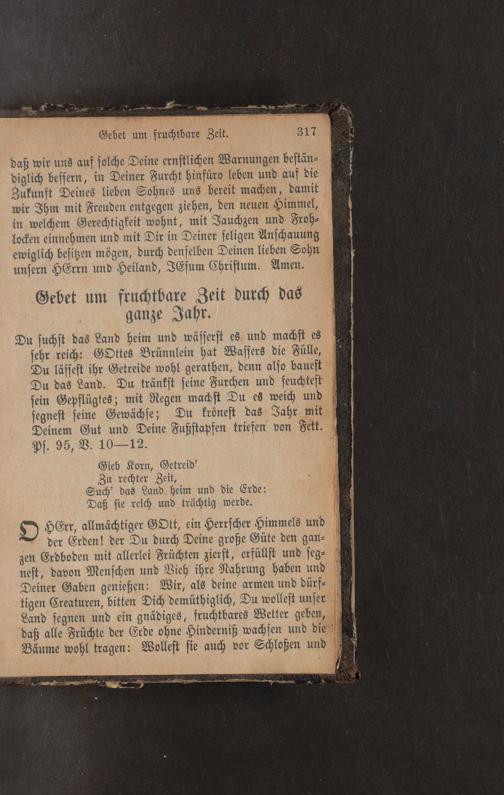 Gebet um fruchtbare Zeit. 317
daß wir uns auf solche Deine ernstlichen Warnungen bestän-
diglich bessern, in Deiner Furcht hinfüro leben und auf die
Zukunft Deines lieben Sohnes uns bereit machen, damit
wir Ihm mit Freuden entgegen ziehen, den neuen Himmel,
in welchem Gerechtigkeit wohnt, mit Jauchzen und Froh-
locken einnehmen und mit Dir in Deiner seligen Anschauung
ewiglich besitzen mögen, durch denselben Deinen lieben Sohn
unsern HErrn und Heiland, JEsum Christum. Amen.
Gebet um fruchtbare Zeit durch das
ganze Jahr.
Du suchst das Land heim und wässerst es und machst es
sehr reich: GOttes Brünnlein hat Wassers die Fülle,
Du lässest ihr Getreide wohl gerathen, denn also bauest
Du das Land. Du tränkst seine Furchen und feuchtest
sein Gepflügtes; mit Regen machst Du es weich und
segnest seine Gewächse; Du krönest das Jahr mit
Deinem Gut und Deine Fußstapfen triefen von Fett.
Ps. 95, V. 10—12.
Gieb Korn, Getreid'
Zu rechter Zeit,
Such' das Land heim und die Erde:
Daß sie reich und trächtig werde.
O HErr, allmächtiger GOtt, ein Herrscher Himmels und
der Erden! der Du durch Deine große Güte den gan-
zen Erdboden mit allerlei Früchten zierst, erfüllst und seg-
nest, davon Menschen und Vieh ihre Nahrung haben und
Deiner Gaben genießen: Wir, als deine armen und dürf-
tigen Creaturen, bitten Dich demüthiglich, Du wollest unser
Land segnen und ein gnädiges, fruchtbares Wetter geben,
daß alle Früchte der Erde ohne Hinderniß wachsen und die
Bäume wohl tragen: Wollest sie auch vor Schloßen und